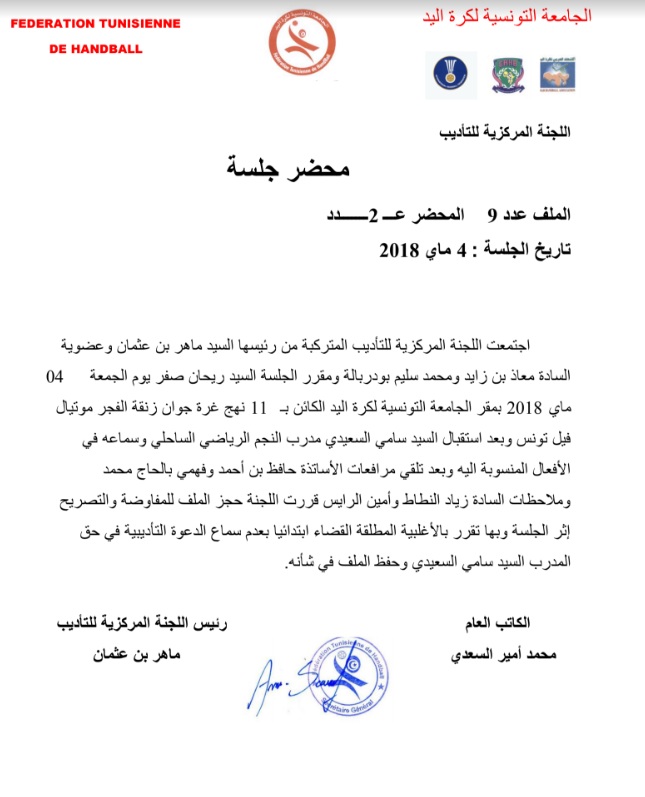 FEDERATION TUNISIENNE
DE HANDBALL
الجامعة التونسية لكرة اليد
اللجنة المركزية للتأديب
محضر جلسة
الملف عدد 9 المحضر عـــ 2ــــــدد
تاريخ الجلسة : 4 ماي 2018
اجتمعت اللجنة المركزية للتأديب المتركبة من رئيسها السيد ماهر بن عثمان وعضوية
السادة معاذ بن زايد ومحمد سليم بودربالة ومقرر الجلسة السيد ريحان صفر يوم الجمعة 04
ماي 2018 بمقر الجامعة التونسية لكرة اليد الكائن بـ 11 نهج غرة جوان زنقة الفجر موتيال
فيل تونس وبعد استقبال السيد سامي السعيدي مدرب النجم الرياضي الساحلي وسماعه في
الأفعال المنسوبة اليه وبعد تلقي مرافعات الأساتذة حافظ بن أحمد وفهمي بالحاج محمد
وملاحظات السادة زياد النطاط وأمين الرايس قررت اللجنة حجز الملف للمفاوضة والتصريح
إثر الجلسة وبها تقرر بالأغلبية المطلقة القضاء ابتدائيا بعدم سماع الدعوة التأديبية في حق
المدرب السيد سامي السعيدي وحفظ الملف في شأنه.
الكاتب العام
محمد أمير السعدي
رئيس اللجنة المركزية للتأديب
ماهر بن عثمان
Fédération Tunisienne de Handball
Secrétaire Général